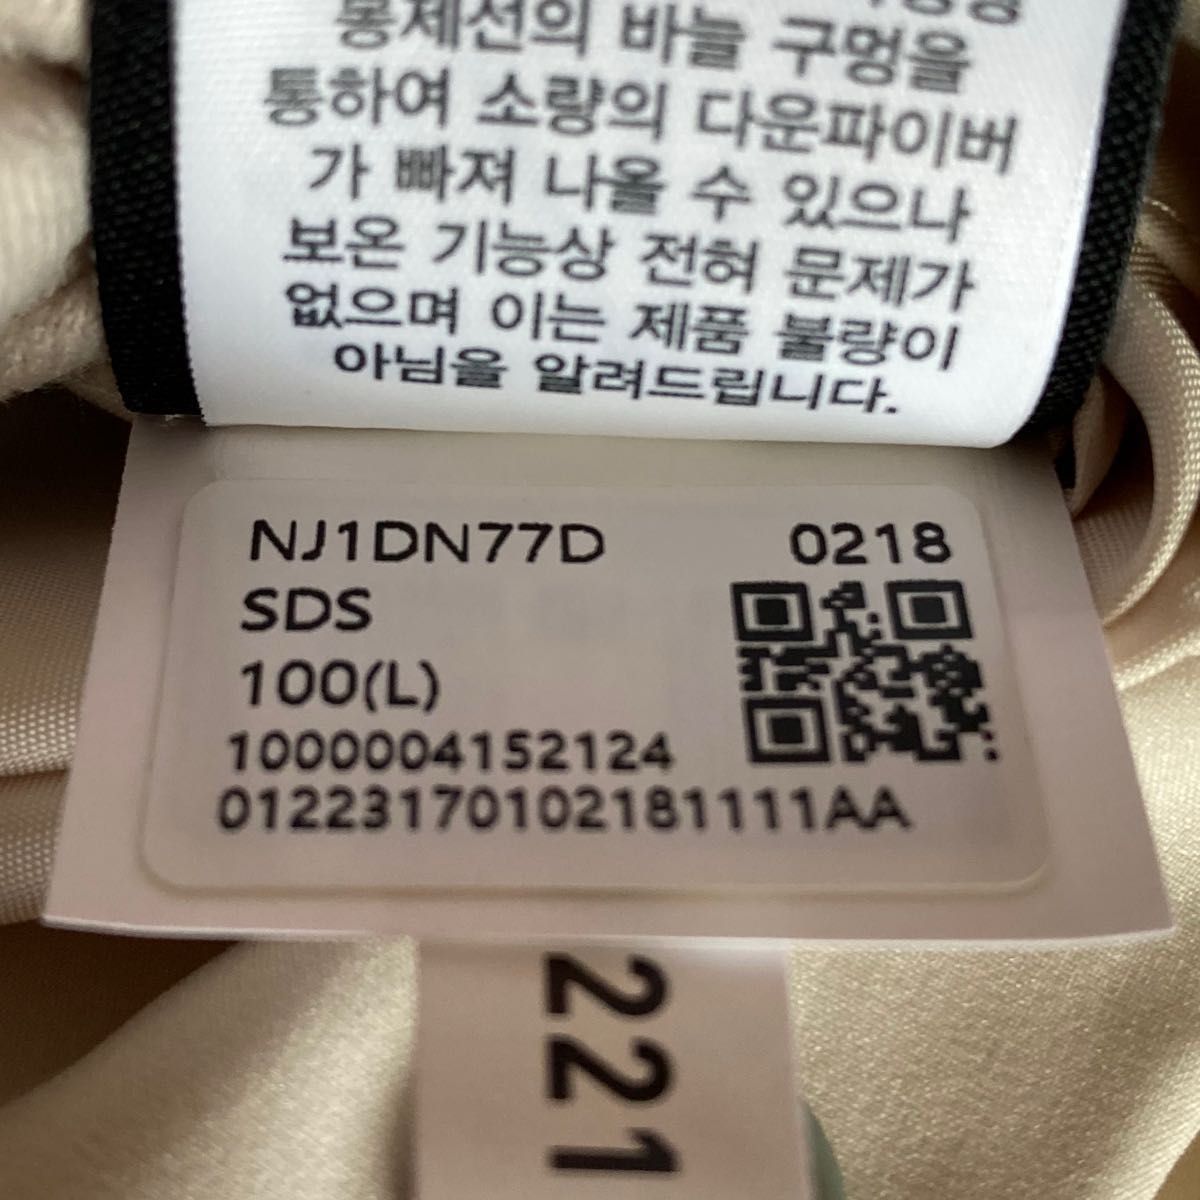 봉제선의 바늘 구멍을
통하여 소량의 다운파이버
가 빠져 나올 수 있으나
보온 기능상 전혀 문제가
없으며 이는 제품 불량이
아님을 알려드립니다.
NJ1DN77D 0218
SDS
100(L)
1000004152124
01223170102181111AA
221